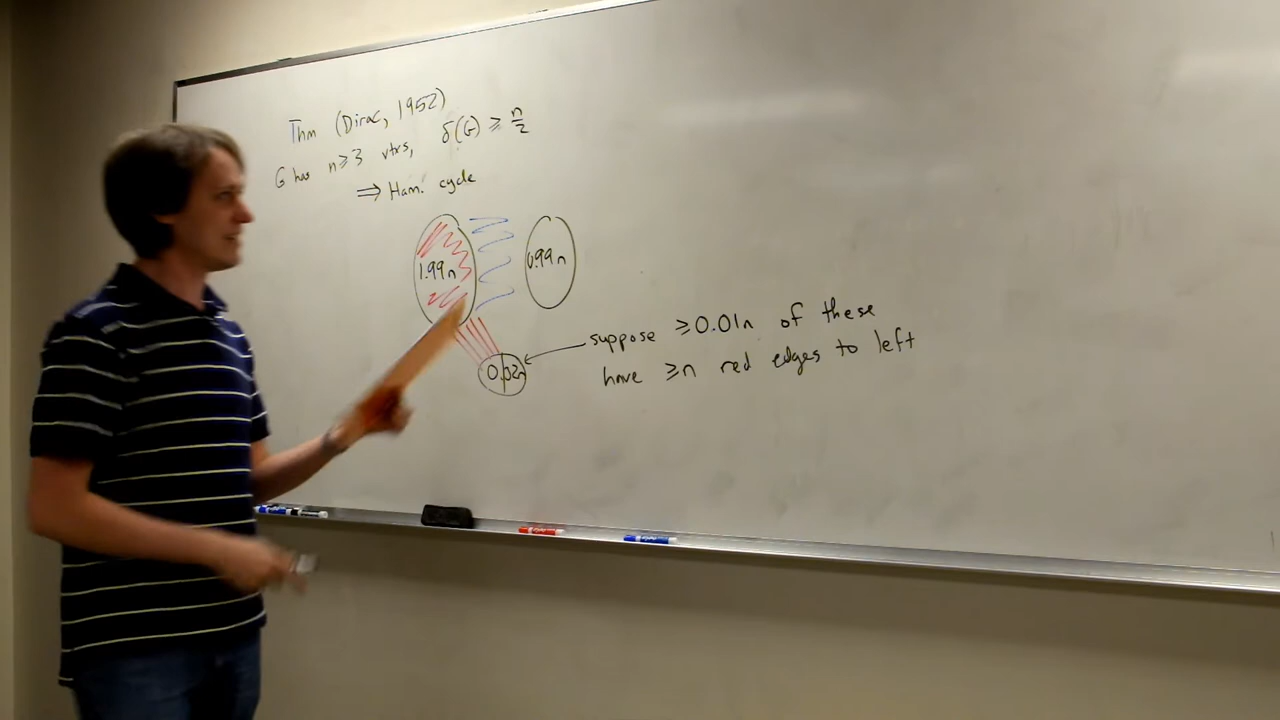 Thm (Dirac, 1952)
G has n≥3 vtxs, δ(G) ≥ n/2
⇒ Ham. cycle
1.99n
0.99n
0.02n
suppose ≥0.01n of these
have ≥n red edges to left